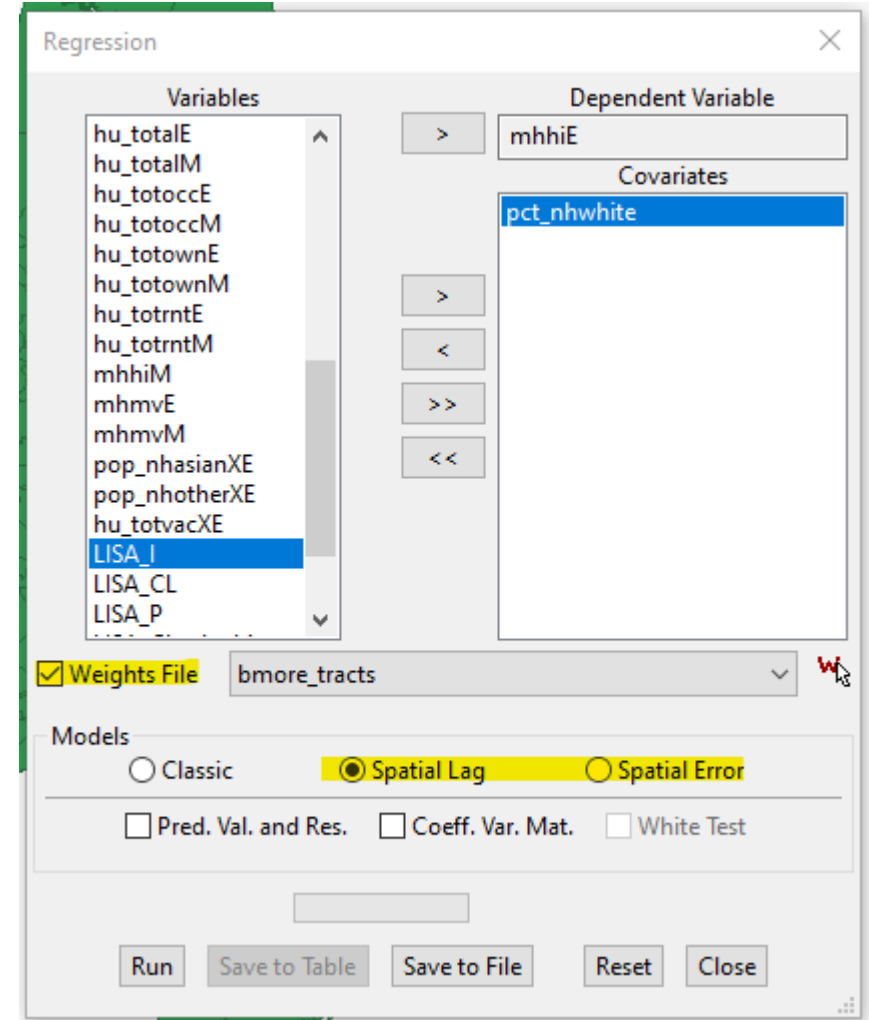 Regression
Variables
Dependent Variable
hu_totalE
hu_totalM
hu_totoccE
hu_totoccM
hu_totownE
hu_totownM
hu_totrntE
hu_totrntM
mhhiM
mhmvE
mhmvM
pop_nhasianXE
pop_nhotherXE
hu_totvacXE
LISA_I
LISA_CL
LISA_P
>
mhhiE
Covariates
pct_nhwhite
>
<
>>
<<
Weights File bmore_tracts W
Models
Classic Spatial Lag Spatial Error
Pred. Val. and Res. Coeff. Var. Mat. White Test
Run Save to Table Save to File Reset Close